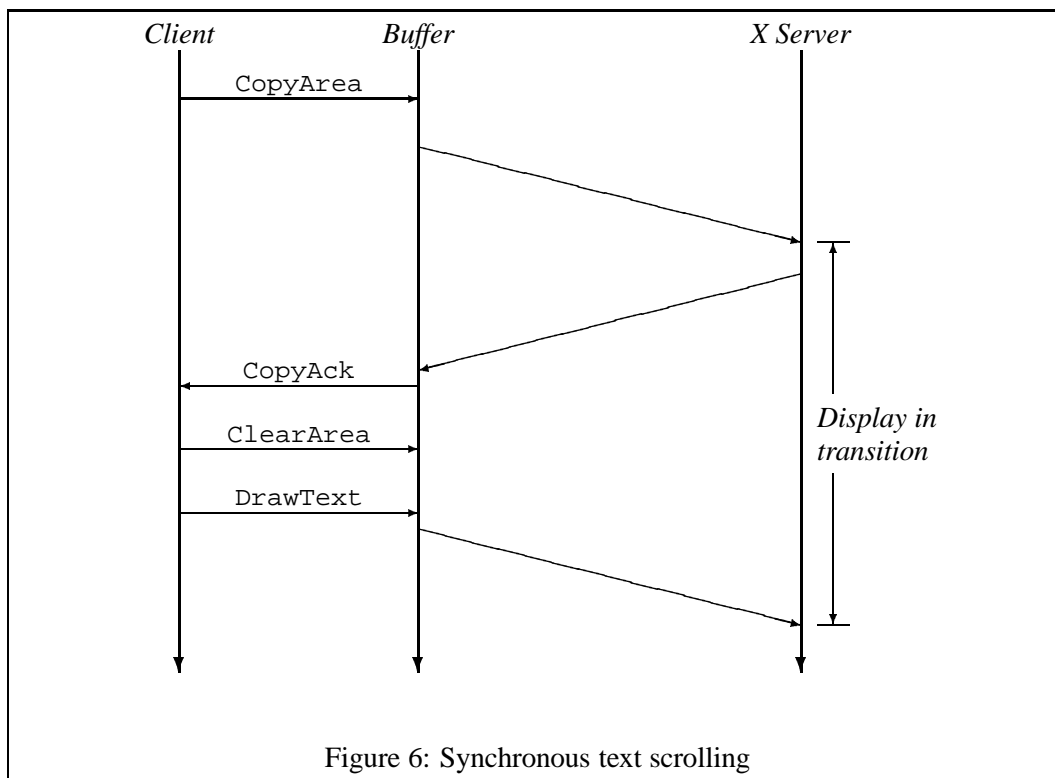 Client Buffer X Server
CopyArea
CopyAck
ClearArea
DrawText
Display in
transition
Figure 6: Synchronous text scrolling